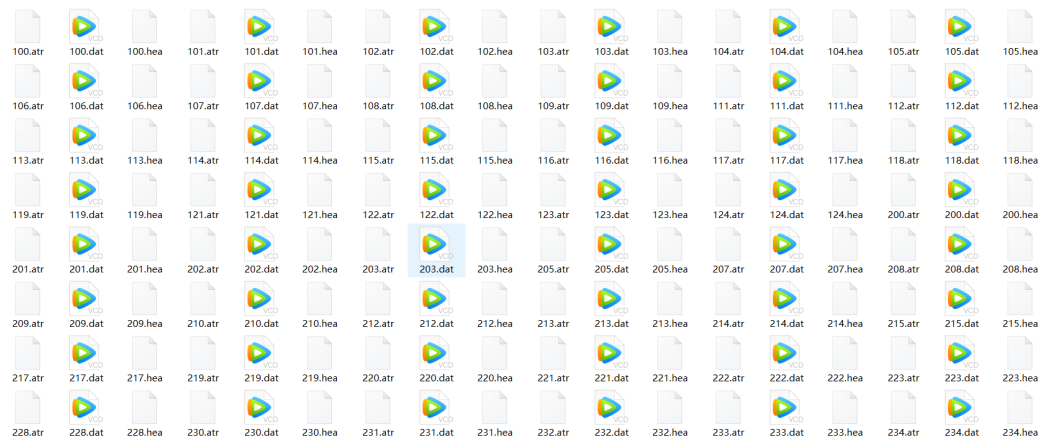 100.atr 100.dat 100.hea 101.atr 101.dat 101.hea 102.atr 102.dat 102.hea 103.atr 103.dat 103.hea 104.atr 104.dat 104.hea 105.atr 105.dat 105.hea
106.atr 106.dat 106.hea 107.atr 107.dat 107.hea 108.atr 108.dat 108.hea 109.atr 109.dat 109.hea 111.atr 111.dat 111.hea 112.atr 112.dat 112.hea
113.atr 113.dat 113.hea 114.atr 114.dat 114.hea 115.atr 115.dat 115.hea 116.atr 116.dat 116.hea 117.atr 117.dat 117.hea 118.atr 118.dat 118.hea
119.atr 119.dat 119.hea 121.atr 121.dat 121.hea 122.atr 122.dat 122.hea 123.atr 123.dat 123.hea 124.atr 124.dat 124.hea 200.atr 200.dat 200.hea
201.atr 201.dat 201.hea 202.atr 202.dat 202.hea 203.atr 203.dat 203.hea 205.atr 205.dat 205.hea 207.atr 207.dat 207.hea 208.atr 208.dat 208.hea
209.atr 209.dat 209.hea 210.atr 210.dat 210.hea 212.atr 212.dat 212.hea 213.atr 213.dat 213.hea 214.atr 214.dat 214.hea 215.atr 215.dat 215.hea
217.atr 217.dat 217.hea 219.atr 219.dat 219.hea 220.atr 220.dat 220.hea 221.atr 221.dat 221.hea 222.atr 222.dat 222.hea 223.atr 223.dat 223.hea
228.atr 228.dat 228.hea 230.atr 230.dat 230.hea 231.atr 231.dat 231.hea 232.atr 232.dat 232.hea 233.atr 233.dat 233.hea 234.atr 234.dat 234.hea